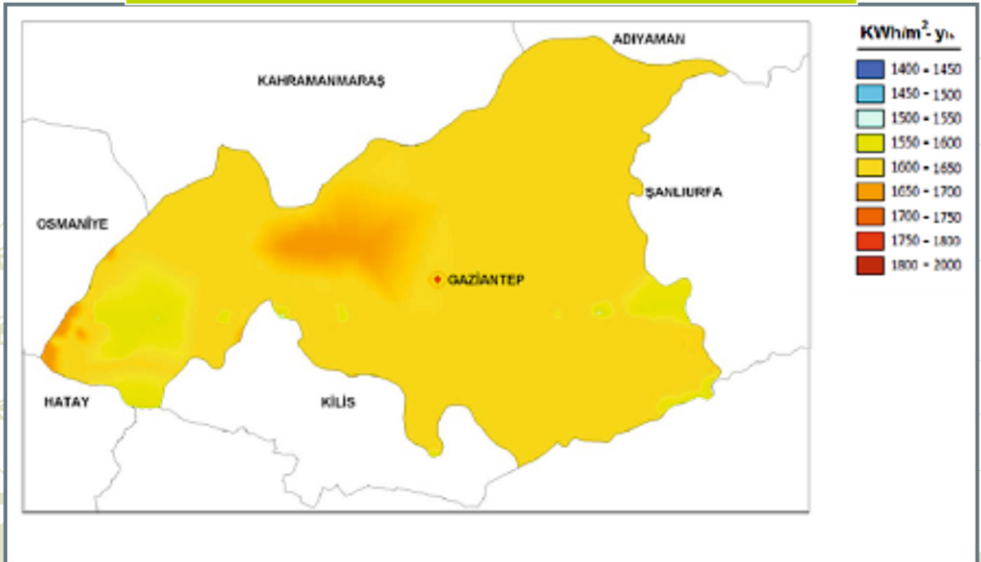 KWh/m²- yıl
ADIYAMAN
KAHRAMANMARAŞ
1400 - 1450
1450 - 1500
1500 - 1550
1550 - 1600
1600 - 1650
1650 - 1700
1700 - 1750
1750 - 1800
1800 - 2000
ŞANLIURFA
OSMANİYE
GAZİANTEP
HATAY
KİLİS